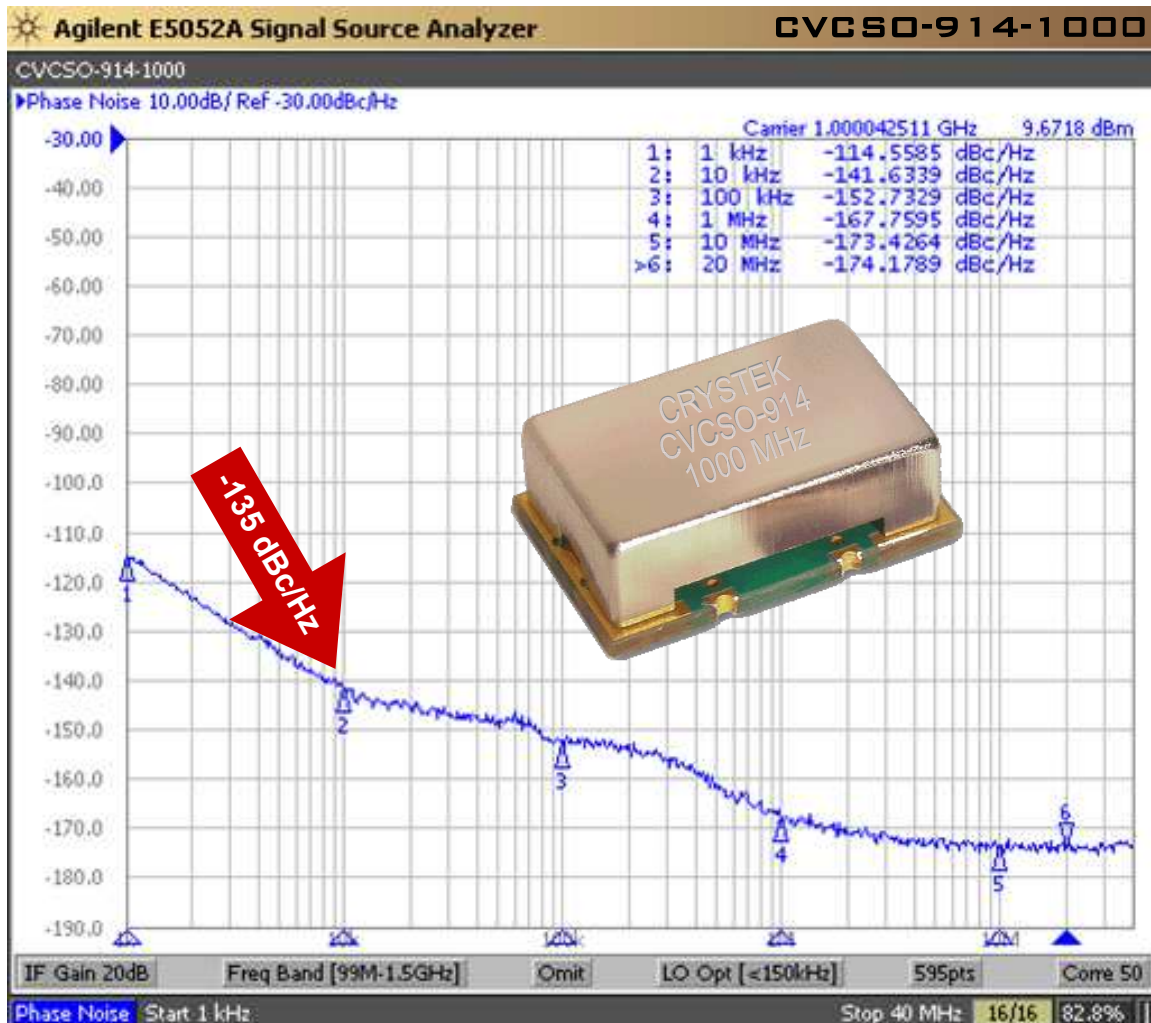 Agilent E5052A Signal Source Analyzer
CVCSO-914-1000
CVCSO-914-1000
▶Phase Noise 10.00dB/ Ref -30.00dBc/Hz
Carrier 1.000042511 GHz 9.6718 dBm
1: 1 kHz -114.5585 dBc/Hz
2: 10 kHz -141.6339 dBc/Hz
3: 100 kHz -152.7329 dBc/Hz
4: 1 MHz -167.7595 dBc/Hz
5: 10 MHz -173.4264 dBc/Hz
>6: 20 MHz -174.1789 dBc/Hz
-30.00
-40.00
-50.00
-60.00
-70.00
-80.00
-90.00
-100.0
-110.0
-120.0
-130.0
-140.0
-150.0
-160.0
-170.0
-180.0
-190.0
CRYSTEK
CVCSO-914
1000 MHz
-135 dBc/Hz
1
2
3
4
5
6
IF Gain 20dB Freq Band [99M-1.5GHz] Omit LO Opt [<150kHz] 595pts Corre 50
Phase Noise Start 1 kHz Stop 40 MHz 16/16 82.8%